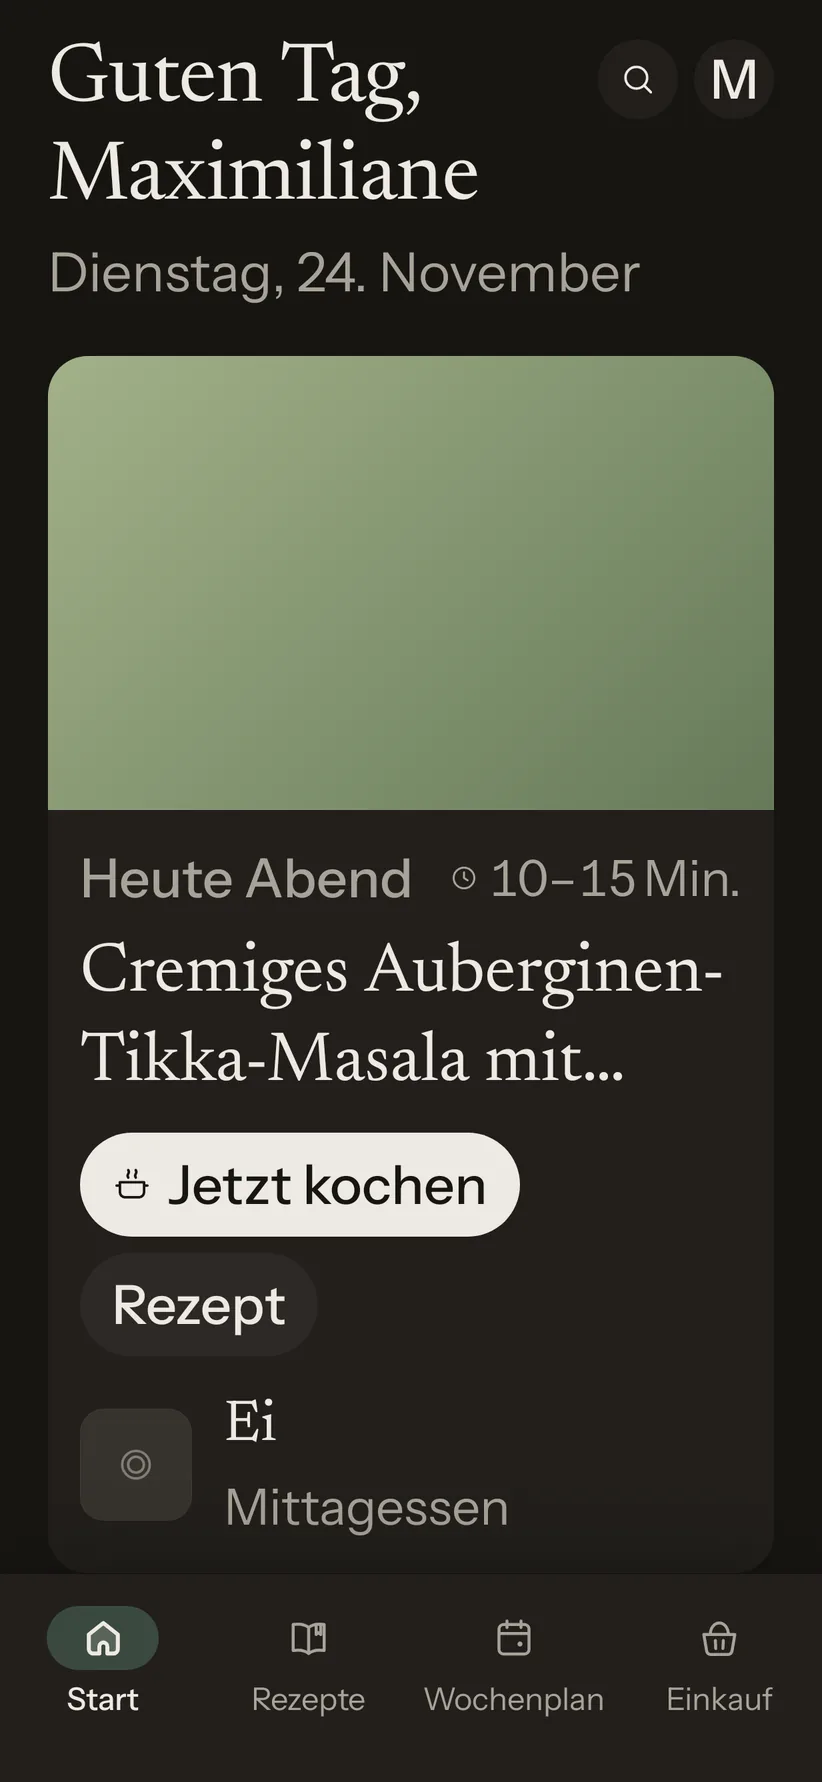 Guten Tag,
Maximiliane
M
Dienstag, 24. November
Heute Abend
10–15 Min.
Cremiges Auberginen-
Tikka-Masala mit…
Jetzt kochen
Rezept
Ei
Mittagessen
Start
Rezepte
Wochenplan
Einkauf